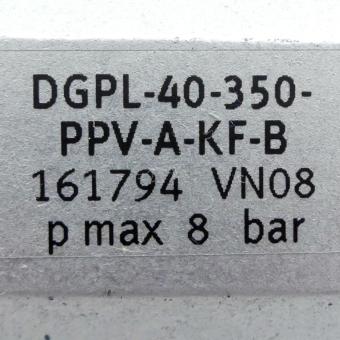 DGPL-40-350-
PPV-A-KF-B
161794 VN08
p max 8 bar